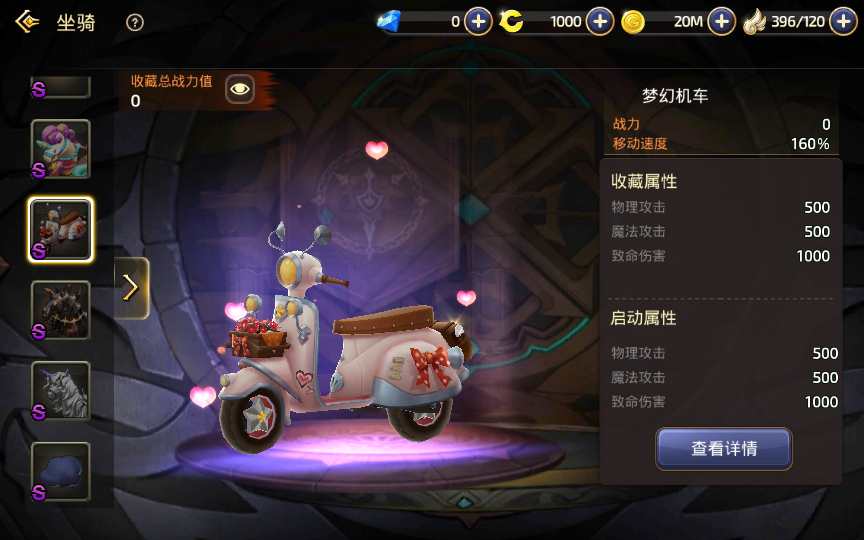 坐骑
?
0
1000
20M
396/120
收藏总战力值
0
S
S
S
S
S
S
梦幻机车
战力 0
移动速度 160%
收藏属性
物理攻击 500
魔法攻击 500
致命伤害 1000
启动属性
物理攻击 500
魔法攻击 500
致命伤害 1000
查看详情